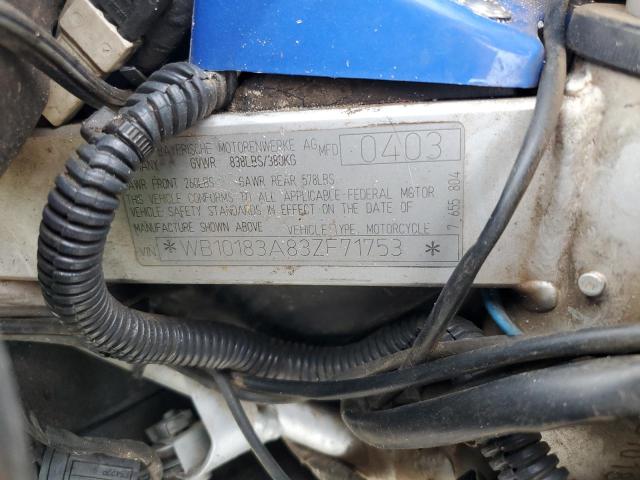 BAYERISCHE MOTORENWERKE AG MFD 0403
GVWR 838LBS/380KG
FRONT 260LBS GAWR REAR 578LBS
THIS VEHICLE CONFORMS TO ALL APPLICABLE FEDERAL MOTOR
VEHICLE SAFETY STANDARDS IN EFFECT ON THE DATE OF
MANUFACTURE SHOWN ABOVE VEHICLE TYPE, MOTORCYCLE
VIN *WB10183A83ZF71753 *
7 655 804